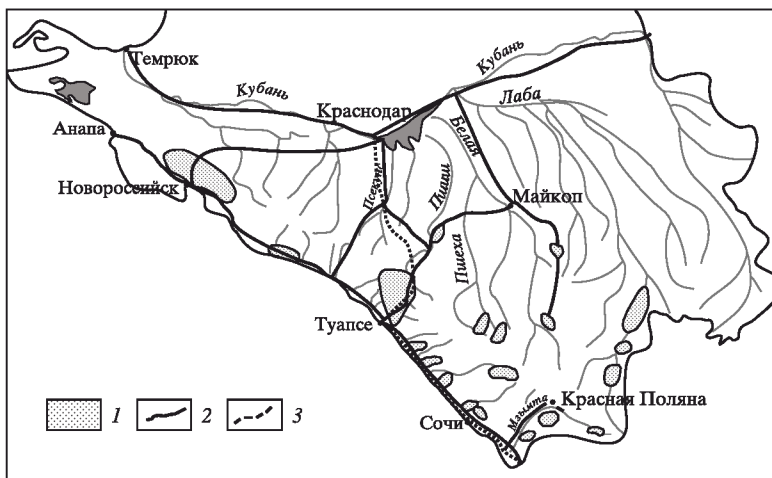 Темрюк
Кубань
Кубань
Краснодар
Лаба
Анапа
Белая
Новороссийск
Псекупс
Пшиш
Майкоп
Пшеха
Туапсе
Красная Поляна
Мзымта
Сочи
1 2 3